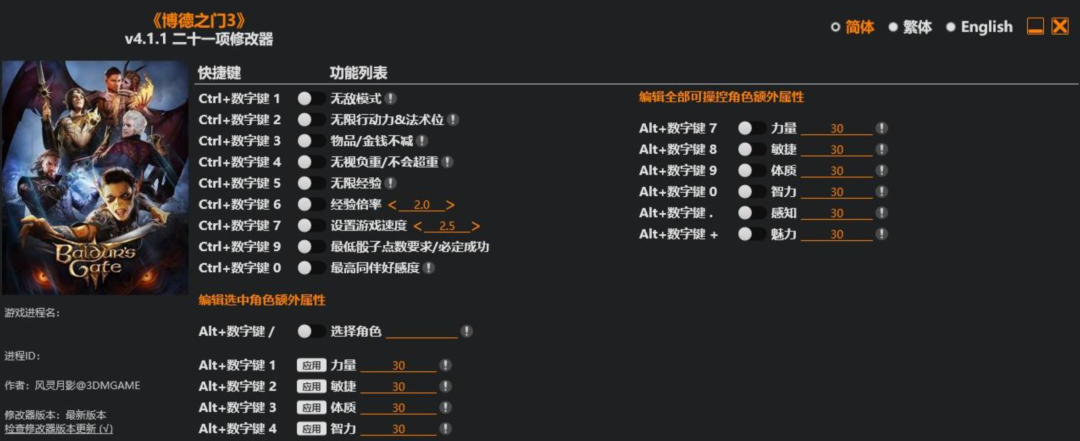 《博德之门3》
v4.1.1 二十一项修改器
简体 繁体 English
BALDUR'S GATE III
游戏进程名：
进程ID：
作者：风灵月影@3DMGAME
修改器版本：最新版本
检查修改器版本更新 (√)
快捷键 功能列表
Ctrl+数字键 1 无敌模式 !
Ctrl+数字键 2 无限行动力&法术位 !
Ctrl+数字键 3 物品/金钱不减 !
Ctrl+数字键 4 无视负重/不会超重 !
Ctrl+数字键 5 无限经验 !
Ctrl+数字键 6 经验倍率 < 2.0 >
Ctrl+数字键 7 设置游戏速度 < 2.5 >
Ctrl+数字键 9 最低骰子点数要求/必定成功
Ctrl+数字键 0 最高同伴好感度 !
编辑选中角色额外属性
Alt+数字键 / 选择角色 !
Alt+数字键 1 应用 力量 30 !
Alt+数字键 2 应用 敏捷 30 !
Alt+数字键 3 应用 体质 30 !
Alt+数字键 4 应用 智力 30 !
编辑全部可操控角色额外属性
Alt+数字键 7 力量 30 !
Alt+数字键 8 敏捷 30 !
Alt+数字键 9 体质 30 !
Alt+数字键 0 智力 30 !
Alt+数字键 . 感知 30 !
Alt+数字键 + 魅力 30 !